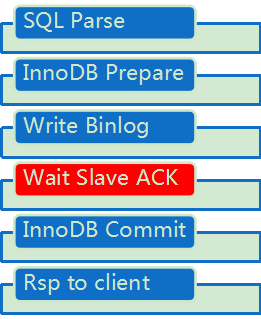 SQL Parse
InnoDB Prepare
Write Binlog
Wait Slave ACK
InnoDB Commit
Rsp to client